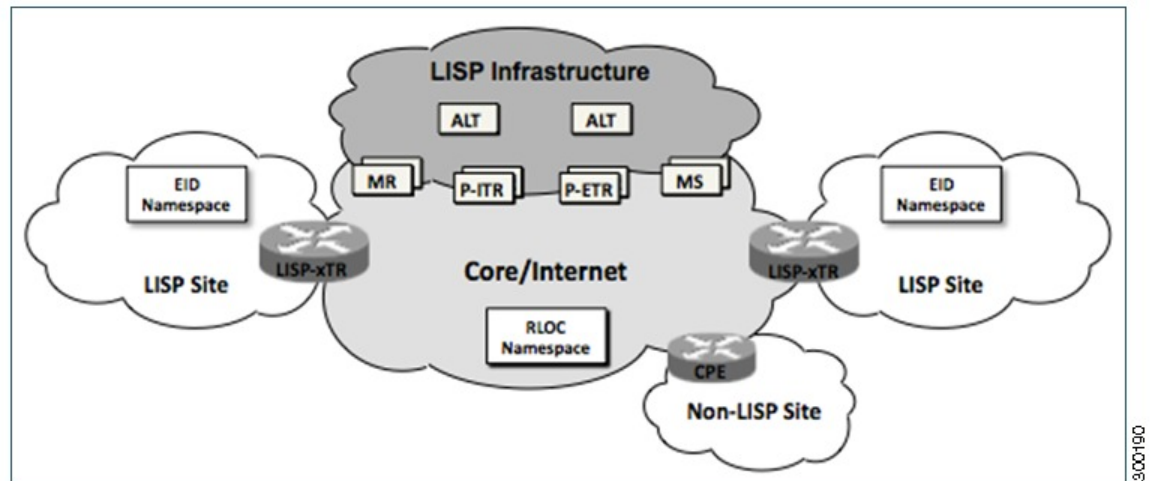 LISP Infrastructure
ALT
ALT
MR
P-ITR
P-ETR
MS
EID
Namespace
LISP-xTR
LISP Site
Core/Internet
RLOC
Namespace
EID
Namespace
LISP-xTR
LISP Site
CPE
Non-LISP Site
300190